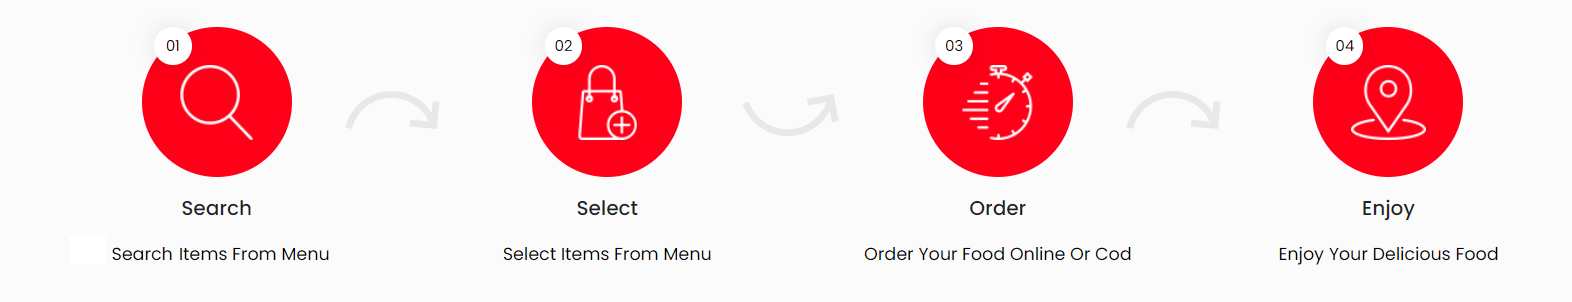 01
02
03
04
Search
Select
Order
Enjoy
Search Items From Menu
Select Items From Menu
Order Your Food Online Or Cod
Enjoy Your Delicious Food